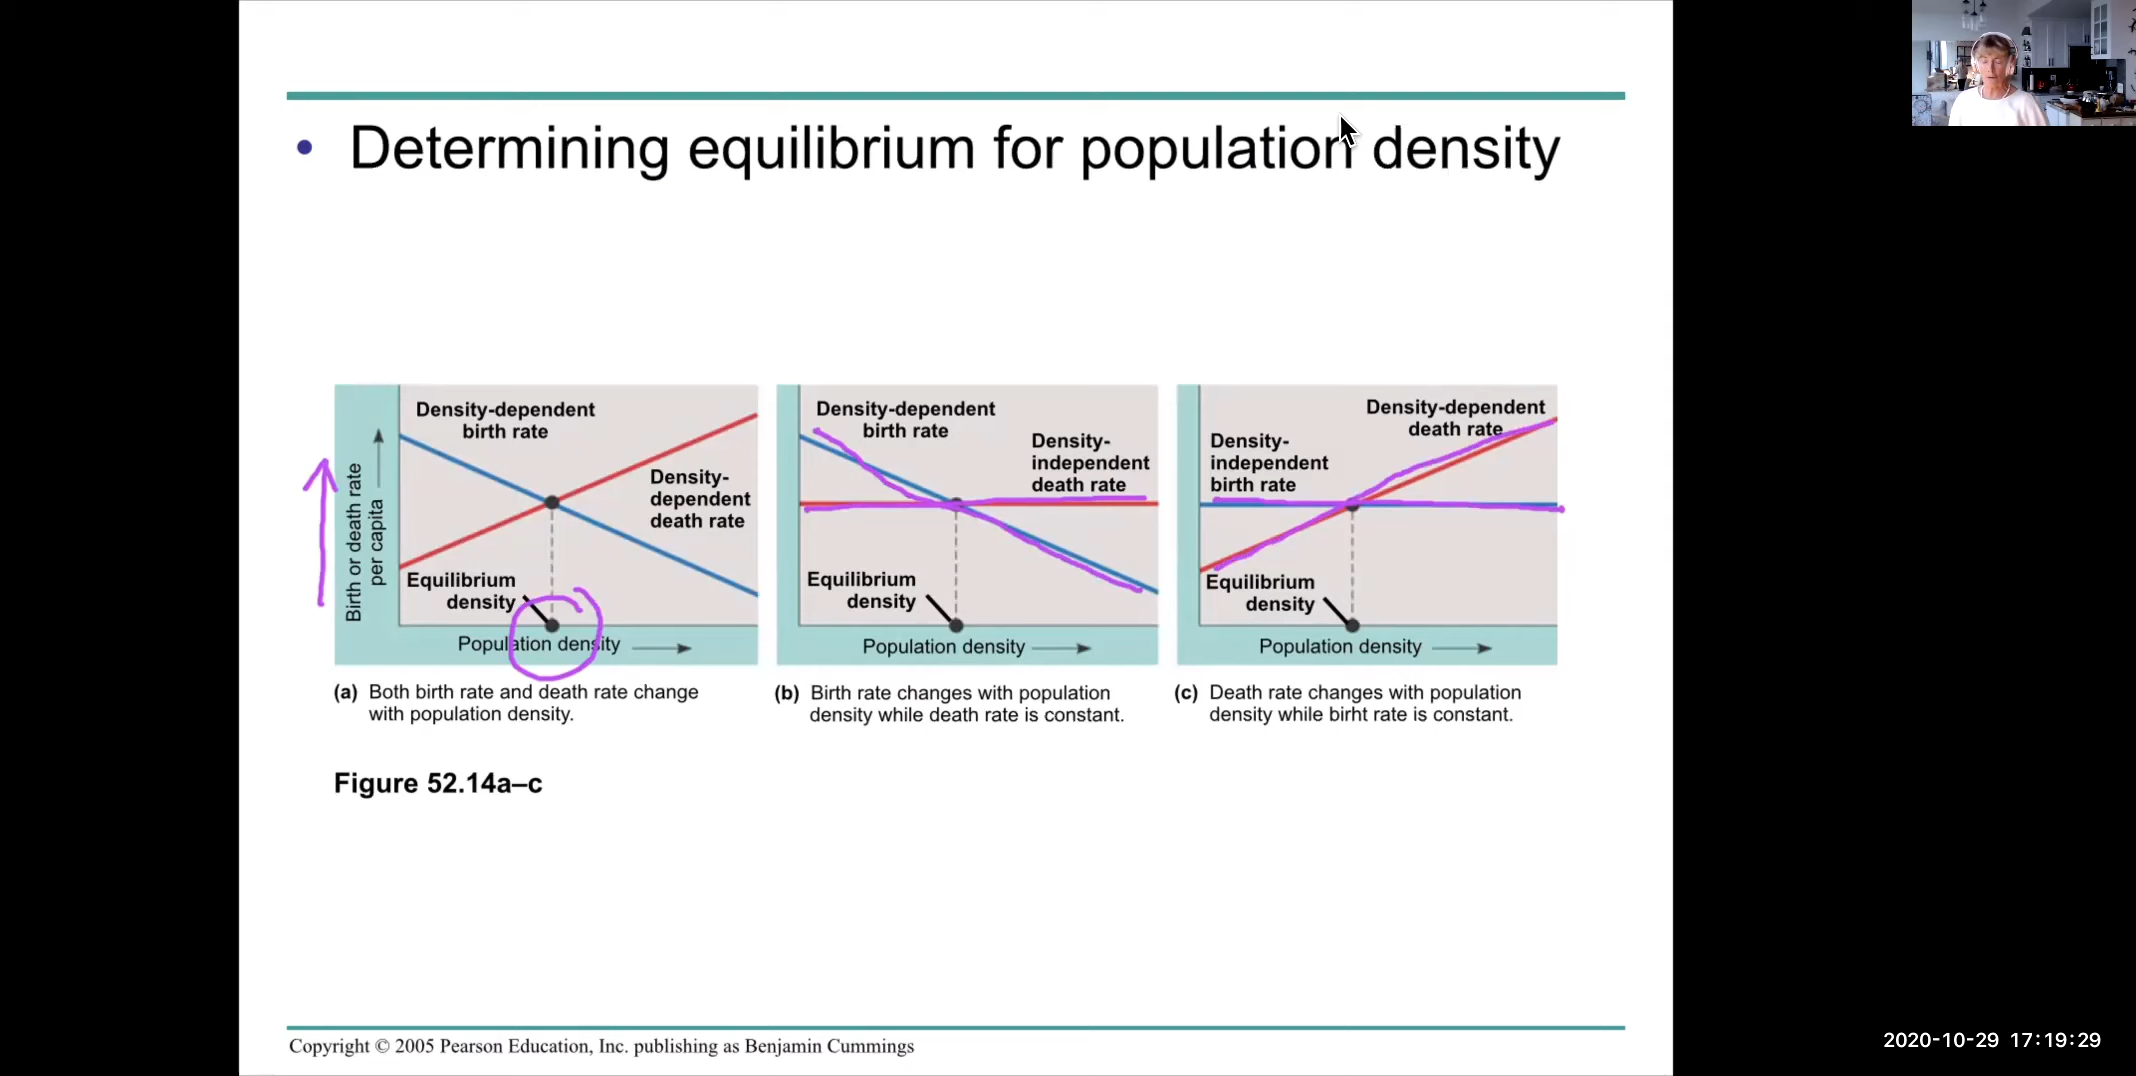 • Determining equilibrium for population density
Birth or death rate
per capita
Density-dependent
birth rate
Density-
dependent
death rate
Equilibrium
density
Population density
(a) Both birth rate and death rate change
with population density.
Density-dependent
birth rate
Density-
independent
death rate
Equilibrium
density
Population density
(b) Birth rate changes with population
density while death rate is constant.
Density-dependent
death rate
Density-
independent
birth rate
Equilibrium
density
Population density
(c) Death rate changes with population
density while birht rate is constant.
Figure 52.14a–c
Copyright © 2005 Pearson Education, Inc. publishing as Benjamin Cummings
2020-10-29 17:19:29